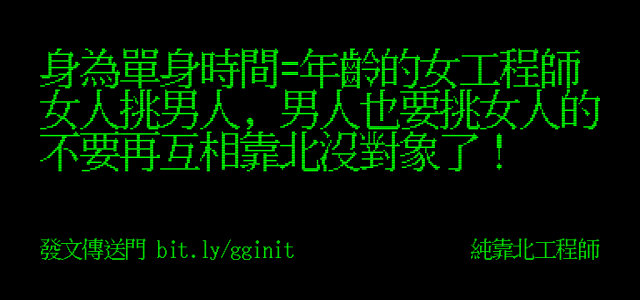 身為單身時間=年齡的女工程師
女人挑男人，男人也要挑女人的
不要再互相靠北沒對象了！
發文傳送門 bit.ly/gginit
純靠北工程師